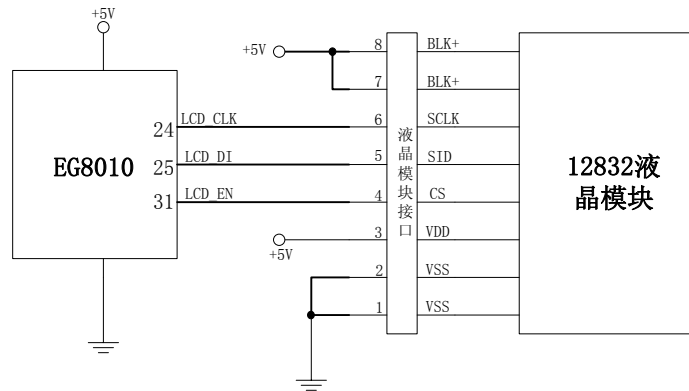 +5V
+5V
8
BLK+
7
BLK+
24
LCD_CLK
6
SCLK
EG8010
25
LCD_DI
5
SID
31
LCD_EN
4
CS
+5V
3
VDD
2
VSS
1
VSS
液晶模块接口
12832液
晶模块